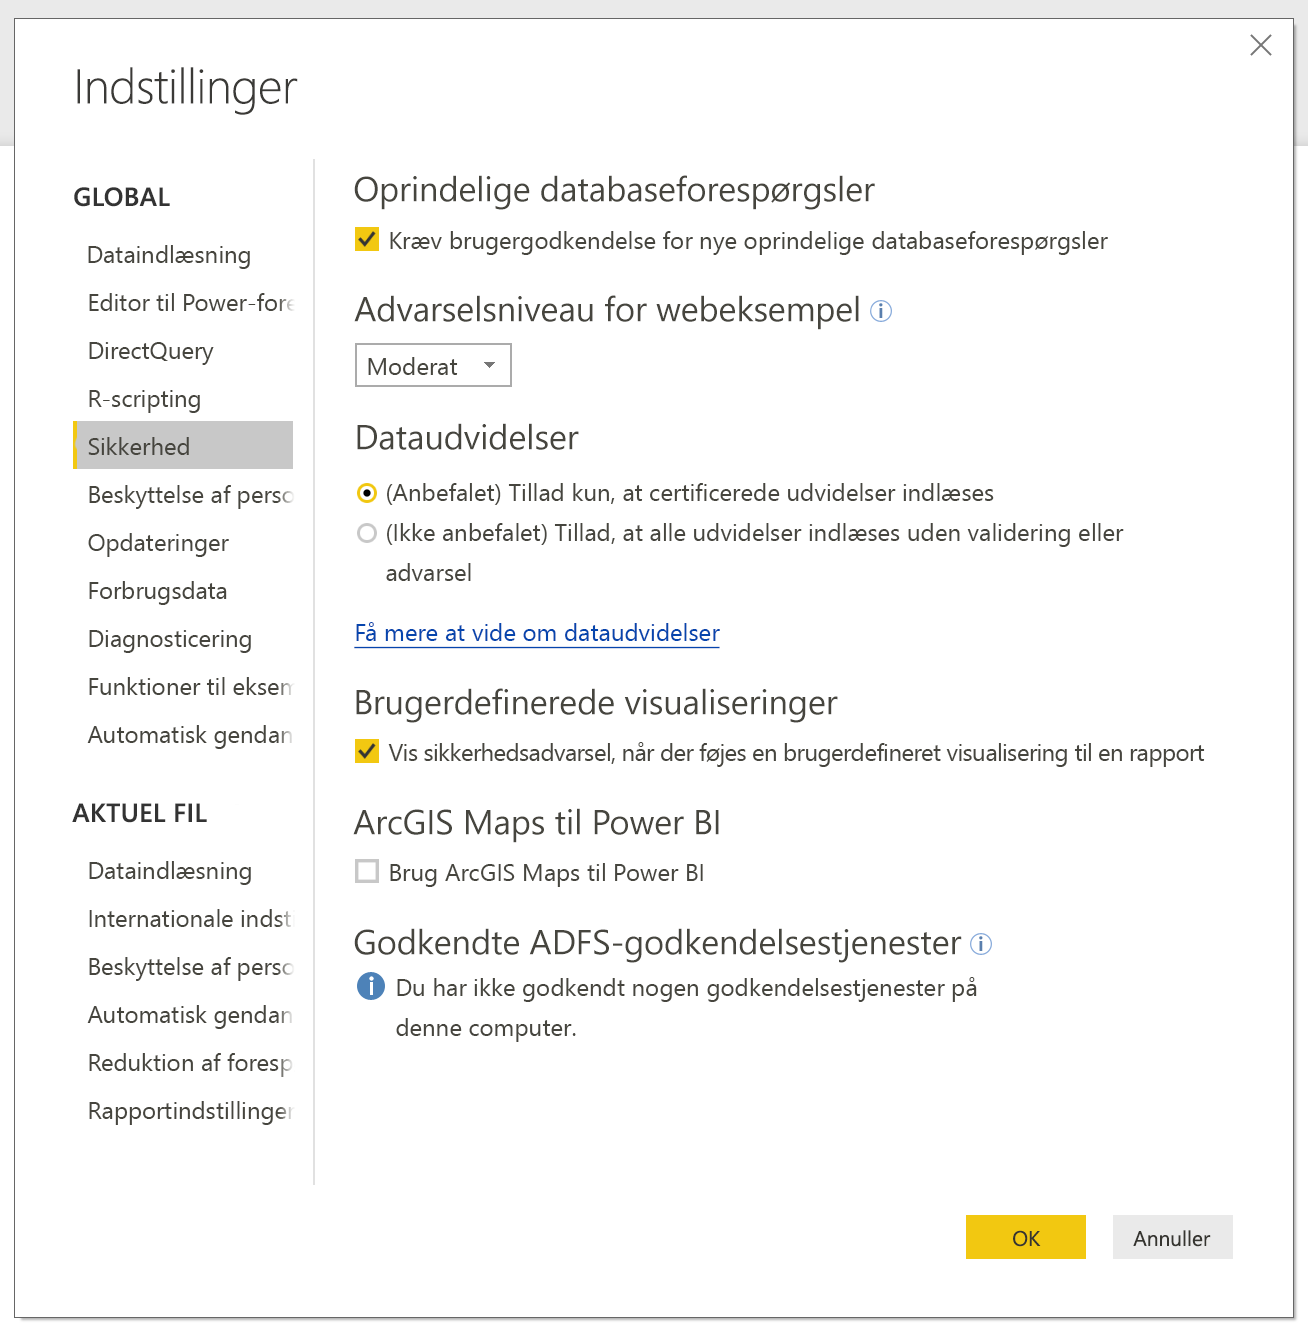 Indstillinger
GLOBAL
Dataindlæsning
Editor til Power-fore
DirectQuery
R-scripting
Sikkerhed
Beskyttelse af perso
Opdateringer
Forbrugsdata
Diagnosticering
Funktioner til eksem
Automatisk gendan
AKTUEL FIL
Dataindlæsning
Internationale indst
Beskyttelse af perso
Automatisk gendan
Reduktion af foresp
Rapportindstillinger
Oprindelige databaseforespørgsler
Kræv brugergodkendelse for nye oprindelige databaseforespørgsler
Advarselsniveau for webeksempel
Moderat
Dataudvidelser
(Anbefalet) Tillad kun, at certificerede udvidelser indlæses
(Ikke anbefalet) Tillad, at alle udvidelser indlæses uden validering eller
advarsel
Få mere at vide om dataudvidelser
Brugerdefinerede visualiseringer
Vis sikkerhedsadvarsel, når der føjes en brugerdefineret visualisering til en rapport
ArcGIS Maps til Power BI
Brug ArcGIS Maps til Power BI
Godkendte ADFS-godkendelsestjenester
Du har ikke godkendt nogen godkendelsestjenester på
denne computer.
OK
Annuller